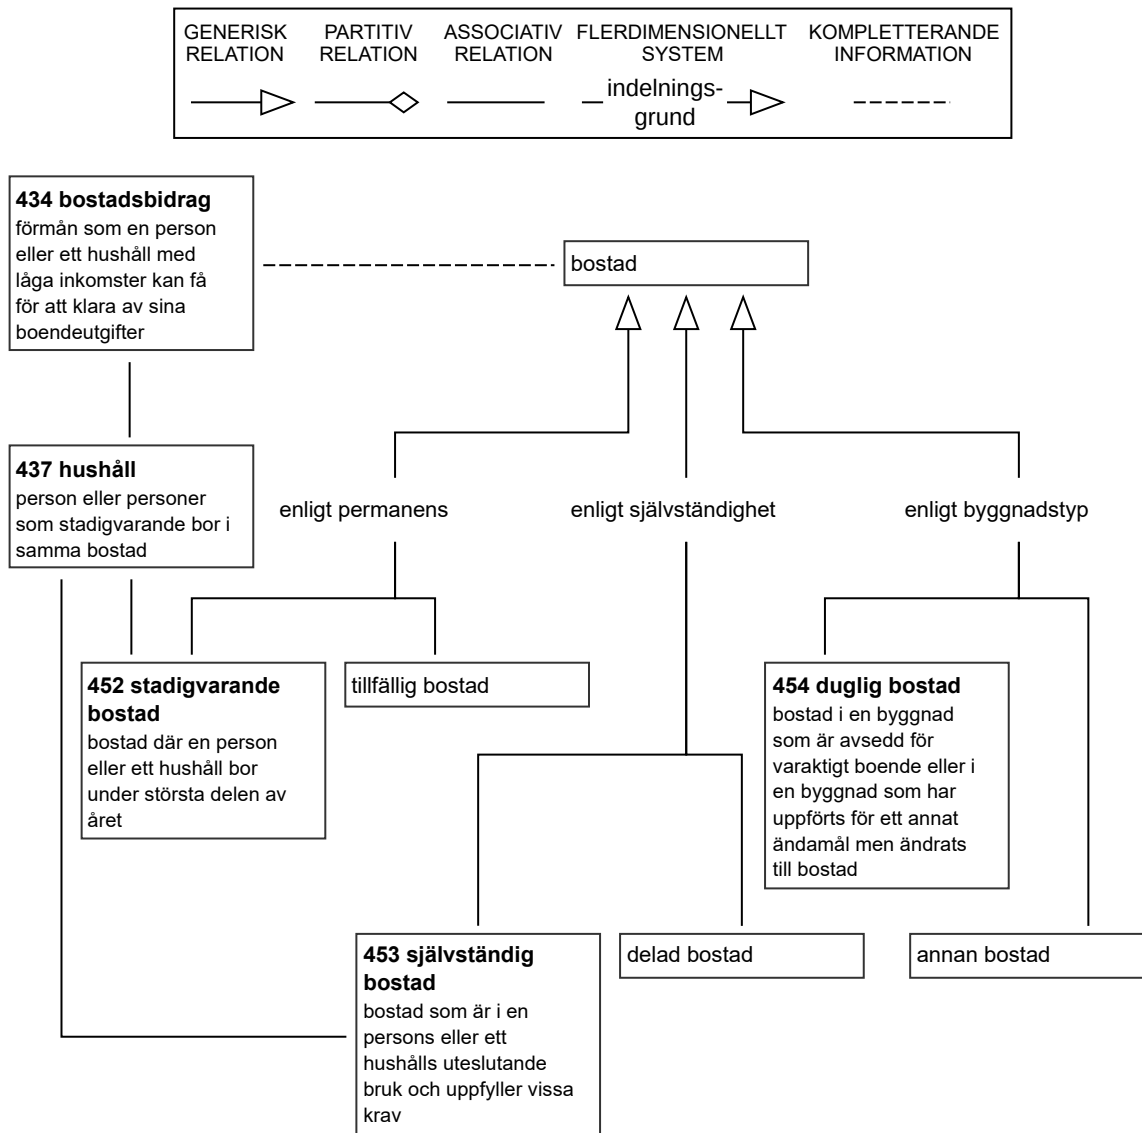 GENERISK
RELATION
PARTITIV
RELATION
ASSOCIATIV
RELATION
FLERDIMENSIONELLT
SYSTEM
KOMPLETTERANDE
INFORMATION
indelnings-
grund
434 bostadsbidrag
förmån som en person
eller ett hushåll med
låga inkomster kan få
för att klara av sina
boendeutgifter
bostad
437 hushåll
person eller personer
som stadigvarande bor i
samma bostad
enligt permanens
enligt självständighet
enligt byggnadstyp
452 stadigvarande
bostad
bostad där en person
eller ett hushåll bor
under största delen av
året
tillfällig bostad
454 duglig bostad
bostad i en byggnad
som är avsedd för
varaktigt boende eller i
en byggnad som har
uppförts för ett annat
ändamål men ändrats
till bostad
453 självständig
bostad
bostad som är i en
persons eller ett
hushålls uteslutande
bruk och uppfyller vissa
krav
delad bostad
annan bostad